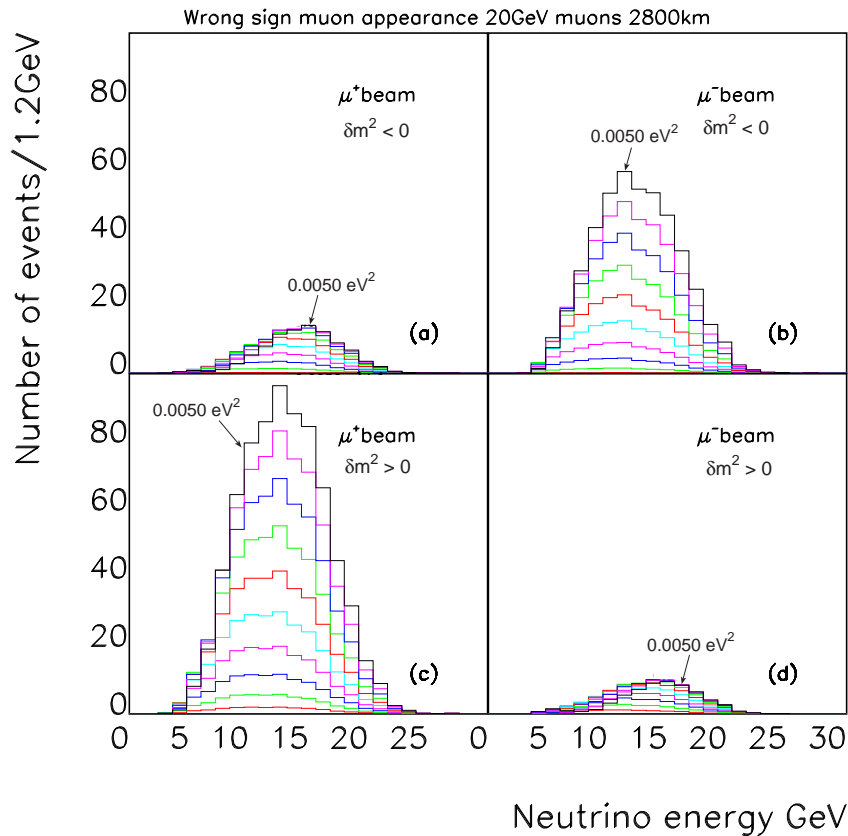 Wrong sign muon appearance 20GeV muons 2800km
Number of events/1.2GeV
80
60
40
20
0
μ⁺beam
δm² < 0
0.0050 eV²
(a)
μ⁻beam
δm² < 0
0.0050 eV²
(b)
80
60
40
20
0
μ⁺beam
δm² > 0
0.0050 eV²
(c)
μ⁻beam
δm² > 0
0.0050 eV²
(d)
0 5 10 15 20 25 0 5 10 15 20 25 30
Neutrino energy GeV